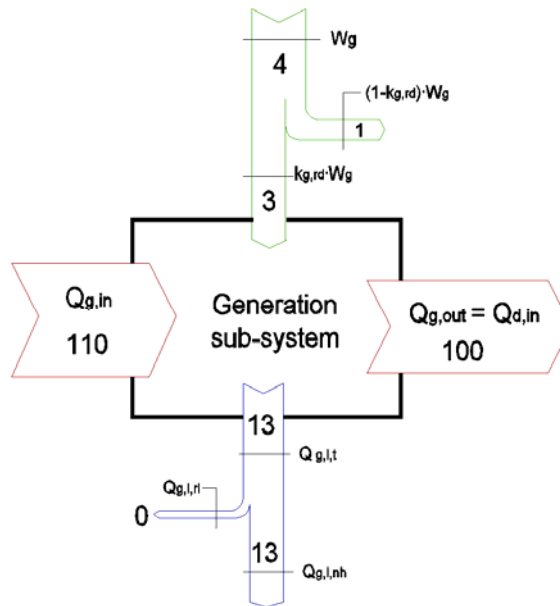 Wg
4
(1-kg,rd)·Wg
1
kg,rd·Wg
3
Qg,in
110
Generation
sub-system
Qg,out = Qd,in
100
13
Qg,l,t
Qg,l,rl
0
13
Qg,l,nh